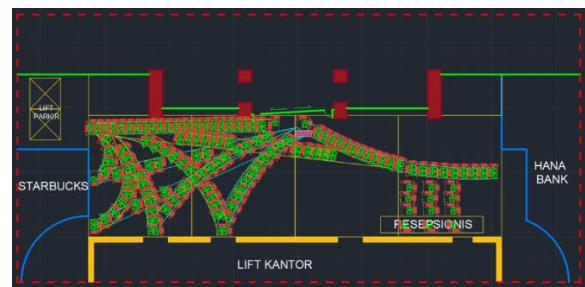 LIFT
PARKIR
STARBUCKS
HANA
BANK
RESEPSIONIS
LIFT KANTOR